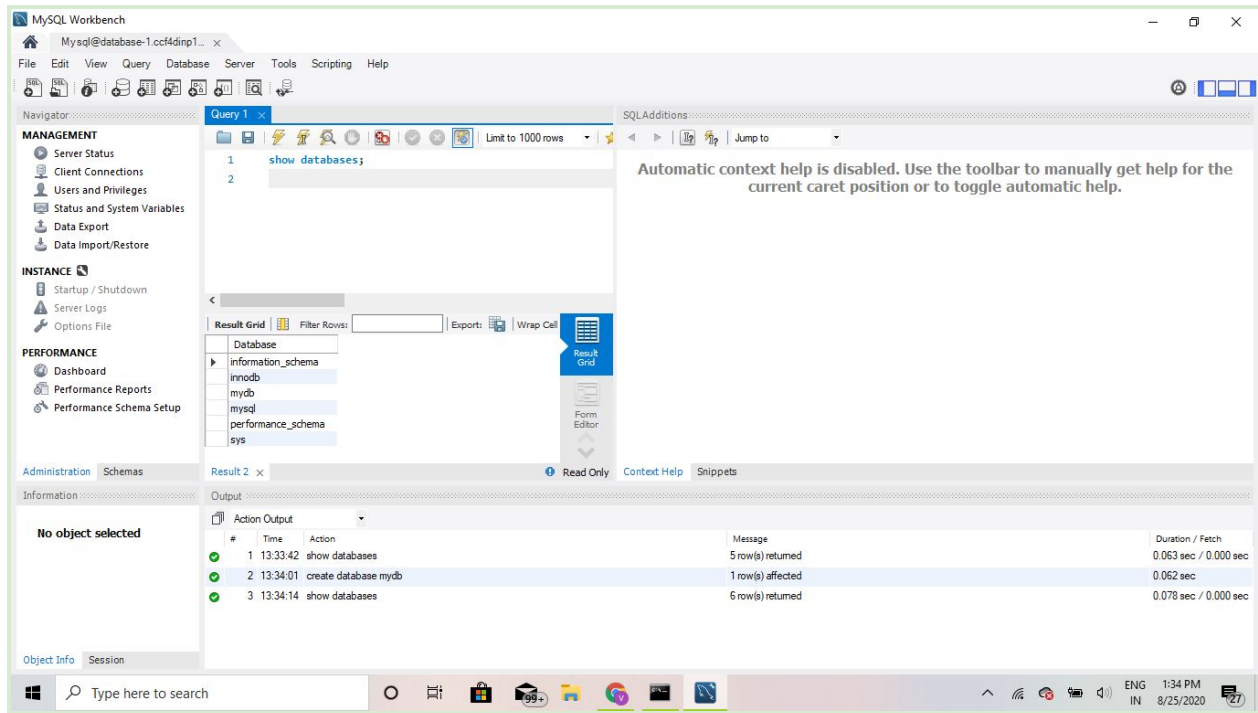 MySQL Workbench
Mysql@database-1.ccf4dinp1...
File Edit View Query Database Server Tools Scripting Help
Navigator
MANAGEMENT
Server Status
Client Connections
Users and Privileges
Status and System Variables
Data Export
Data Import/Restore
INSTANCE
Startup / Shutdown
Server Logs
Options File
PERFORMANCE
Dashboard
Performance Reports
Performance Schema Setup
Administration Schemas
Query 1
Limit to 1000 rows
1 show databases;
2
Result Grid Filter Rows: Export: Wrap Cell
Database
information_schema
innodb
mydb
mysql
performance_schema
sys
Result Grid
Form Editor
Result 2 Read Only
SQLAdditions
Jump to
Automatic context help is disabled. Use the toolbar to manually get help for the
current caret position or to toggle automatic help.
Context Help Snippets
Information
No object selected
Object Info Session
Output
Action Output
# Time Action Message Duration / Fetch
1 13:33:42 show databases 5 row(s) returned 0.063 sec / 0.000 sec
2 13:34:01 create database mydb 1 row(s) affected 0.062 sec
3 13:34:14 show databases 6 row(s) returned 0.078 sec / 0.000 sec
Type here to search
99+
ENG
IN
1:34 PM
8/25/2020
27